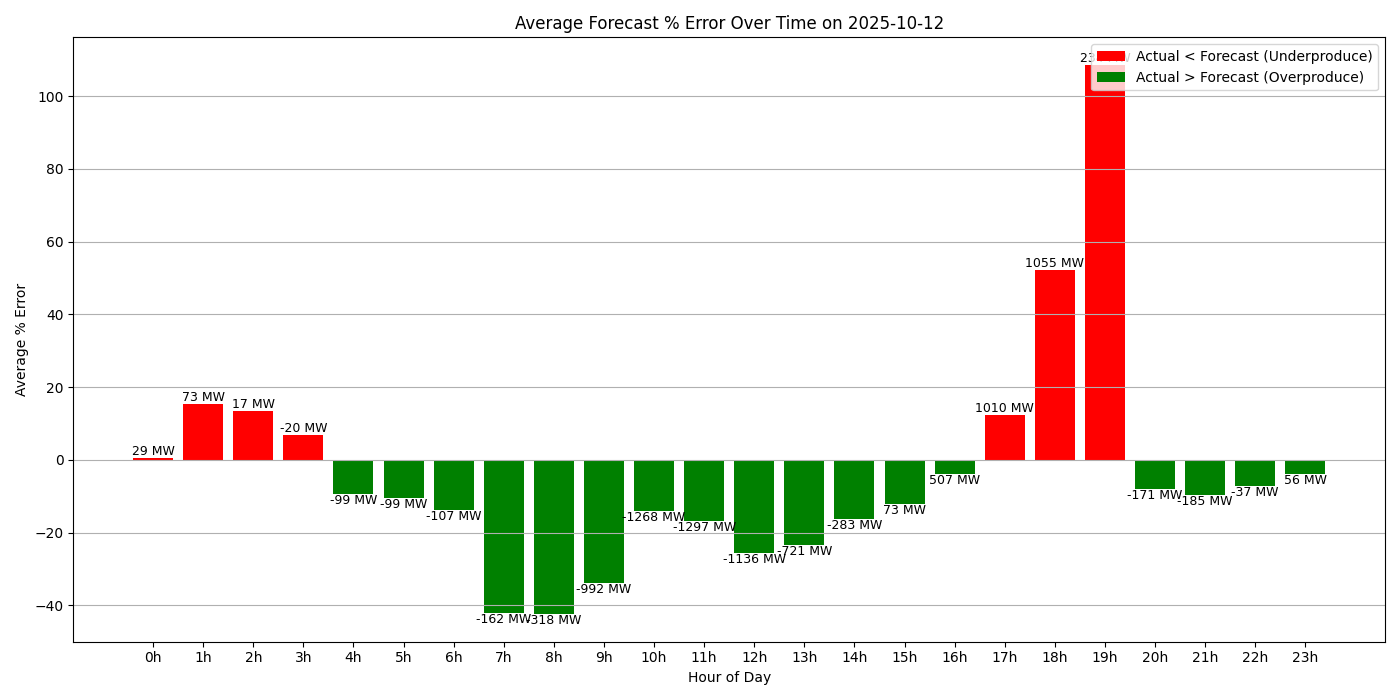 Average Forecast % Error Over Time on 2025-10-12
Actual < Forecast (Underproduce)
Actual > Forecast (Overproduce)
Average % Error
100
80
60
40
20
0
−20
−40
29 MW
73 MW
17 MW
-20 MW
-99 MW
-99 MW
-107 MW
-162 MW
-318 MW
-992 MW
-1268 MW
-1297 MW
-1136 MW
-721 MW
-283 MW
73 MW
507 MW
1010 MW
1055 MW
-171 MW
-185 MW
-37 MW
56 MW
0h 1h 2h 3h 4h 5h 6h 7h 8h 9h 10h 11h 12h 13h 14h 15h 16h 17h 18h 19h 20h 21h 22h 23h
Hour of Day